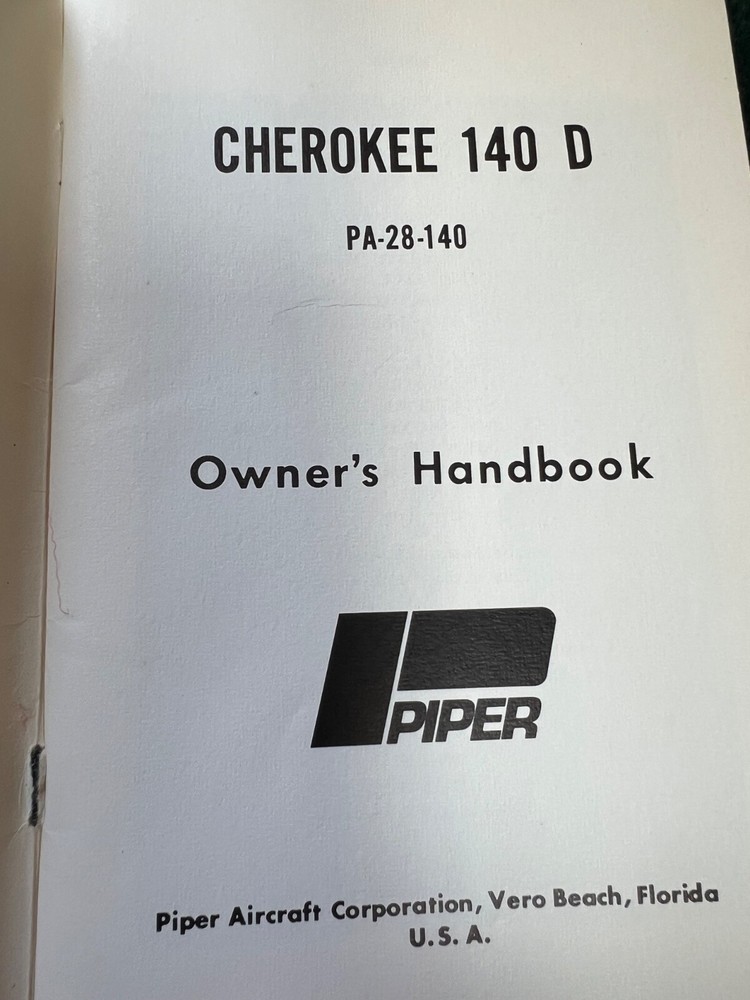 CHEROKEE 140 D
PA-28-140
Owner's Handbook
PIPER
Piper Aircraft Corporation, Vero Beach, Florida
U. S. A.